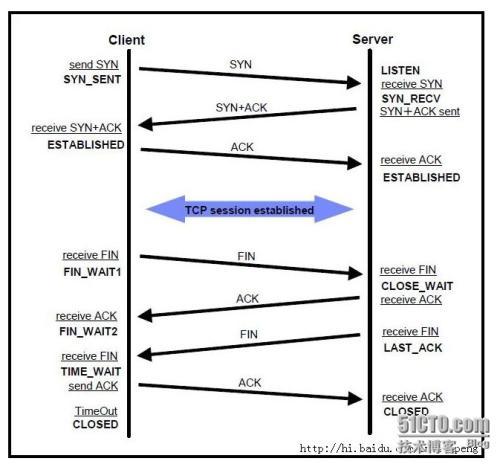 Client
Server
send SYN
SYN_SENT
SYN
LISTEN
receive SYN
SYN_RECV
SYN+ACK sent
SYN+ACK
receive SYN+ACK
ESTABLISHED
ACK
receive ACK
ESTABLISHED
TCP session established
receive FIN
FIN_WAIT1
FIN
receive FIN
CLOSE_WAIT
receive ACK
ACK
receive ACK
FIN_WAIT2
FIN
receive FIN
LAST_ACK
receive FIN
TIME_WAIT
send ACK
ACK
receive ACK
CLOSED
TimeOut
CLOSED
51CTO.com
技术博客 Blog
http://hi.baidu.com/
peng